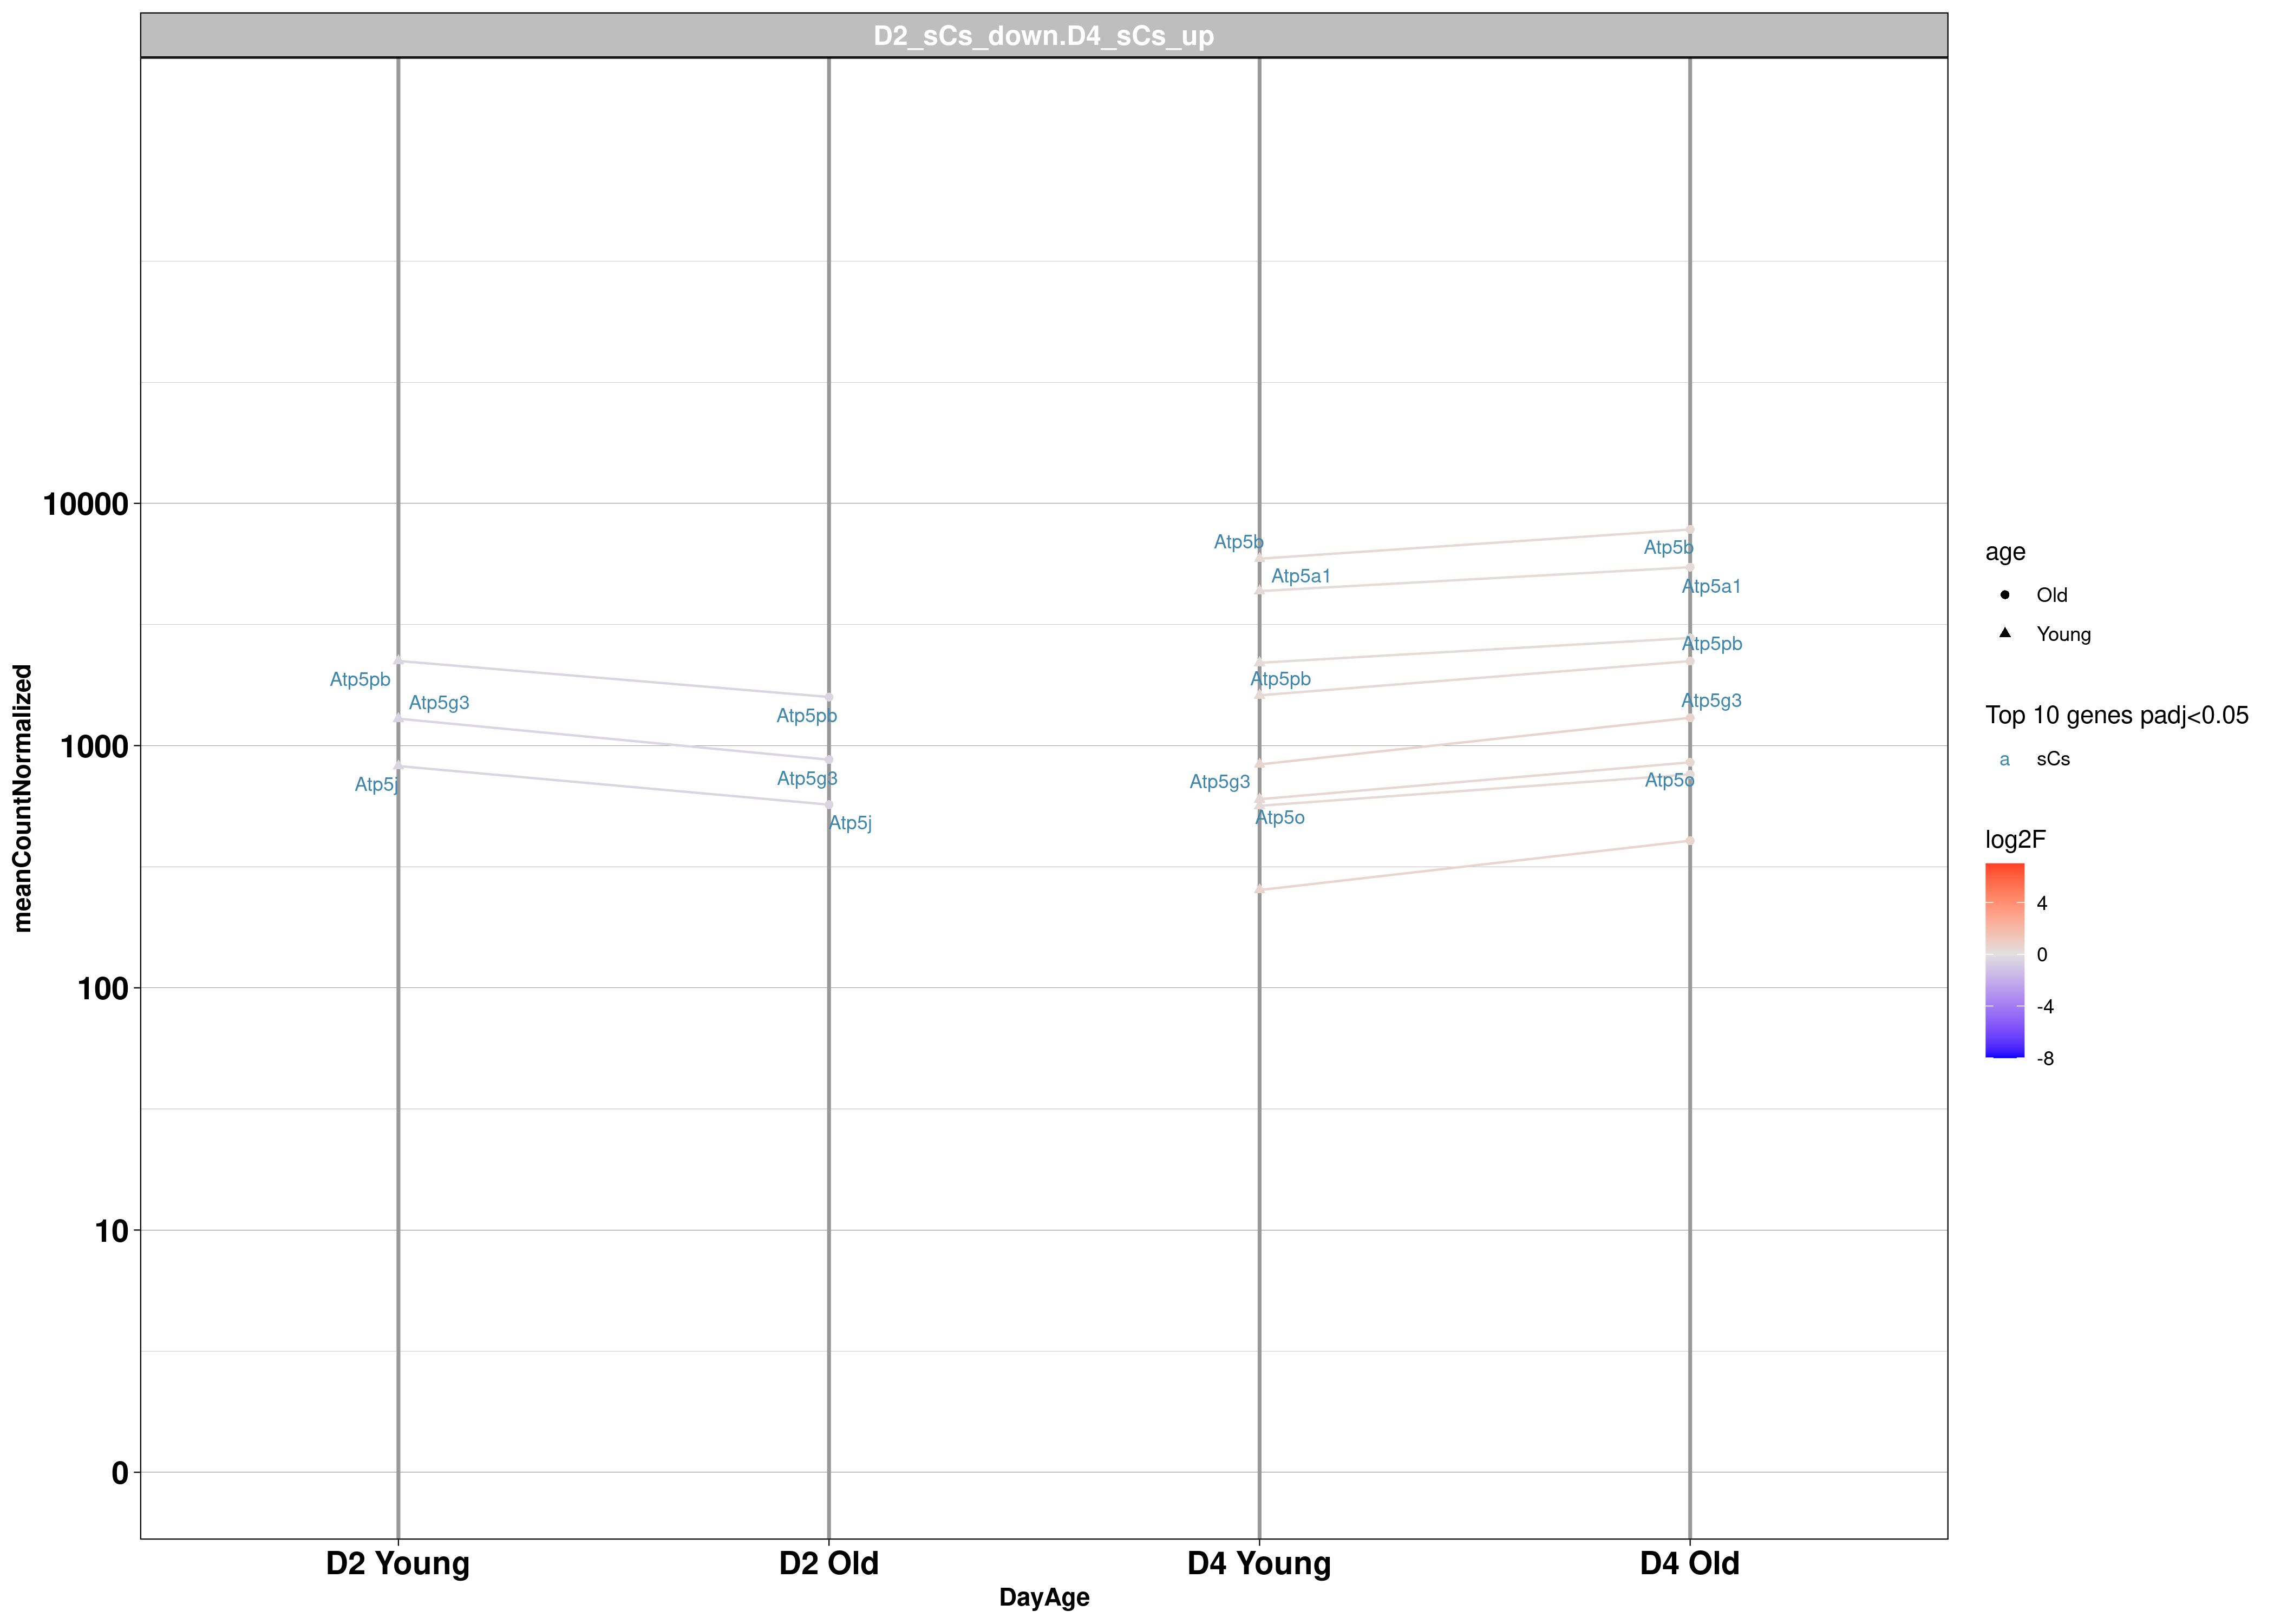 D2_sCs_down.D4_sCs_up
meanCountNormalized
10000
1000
100
10
0
Atp5pb
Atp5g3
Atp5j
Atp5pb
Atp5g3
Atp5j
Atp5b
Atp5a1
Atp5pb
Atp5g3
Atp5o
Atp5b
Atp5a1
Atp5pb
Atp5g3
Atp5o
D2 Young
D2 Old
D4 Young
D4 Old
DayAge
age
Old
Young
Top 10 genes padj<0.05
a sCs
log2F
4
0
-4
-8